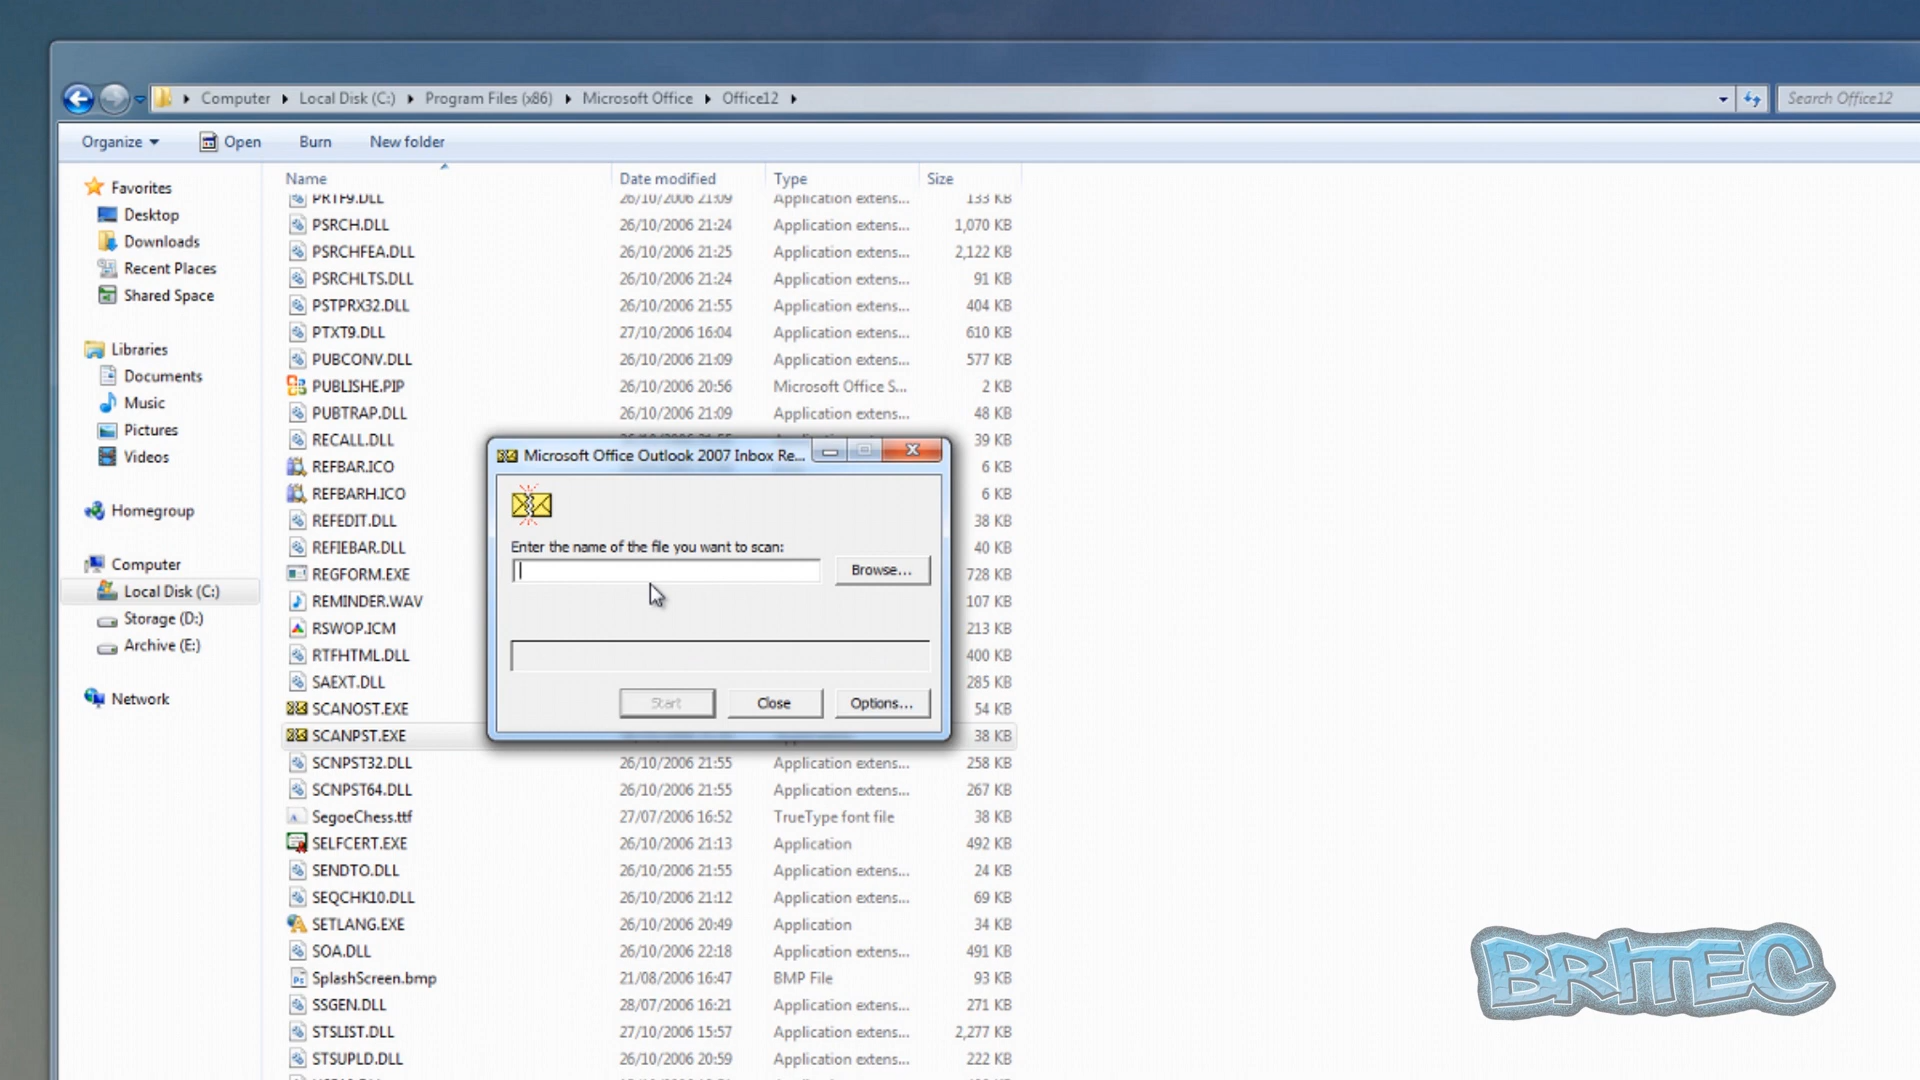 Computer Local Disk (C:) Program Files (x86) Microsoft Office Office12 Search Office12
Organize Open Burn New folder
Name Date modified Type Size
Favorites
Desktop
Downloads
Recent Places
Shared Space
Libraries
Documents
Music
Pictures
Videos
Homegroup
Computer
Local Disk (C:)
Storage (D:)
Archive (E:)
Network
PRTF9.DLL 26/10/2006 21:09 Application extens... 133 KB
PSRCH.DLL 26/10/2006 21:24 Application extens... 1,070 KB
PSRCHFEA.DLL 26/10/2006 21:25 Application extens... 2,122 KB
PSRCHLTS.DLL 26/10/2006 21:24 Application extens... 91 KB
PSTPRX32.DLL 26/10/2006 21:55 Application extens... 404 KB
PTXT9.DLL 27/10/2006 16:04 Application extens... 610 KB
PUBCONV.DLL 26/10/2006 21:09 Application extens... 577 KB
PUBLISHE.PIP 26/10/2006 20:56 Microsoft Office S... 2 KB
PUBTRAP.DLL 26/10/2006 21:09 Application extens... 48 KB
RECALL.DLL 39 KB
REFBAR.ICO 6 KB
REFBARH.ICO 6 KB
REFEDIT.DLL 38 KB
REFIEBAR.DLL 40 KB
REGFORM.EXE 728 KB
REMINDER.WAV 107 KB
RSWOP.ICM 213 KB
RTFHTML.DLL 400 KB
SAEXT.DLL 285 KB
SCANOST.EXE 54 KB
SCANPST.EXE 38 KB
SCNPST32.DLL 26/10/2006 21:55 Application extens... 258 KB
SCNPST64.DLL 26/10/2006 21:55 Application extens... 267 KB
SegoeChess.ttf 27/07/2006 16:52 TrueType font file 38 KB
SELFCERT.EXE 26/10/2006 21:13 Application 492 KB
SENDTO.DLL 26/10/2006 21:55 Application extens... 24 KB
SEQCHK10.DLL 26/10/2006 21:12 Application extens... 69 KB
SETLANG.EXE 26/10/2006 20:49 Application 34 KB
SOA.DLL 26/10/2006 22:18 Application extens... 491 KB
SplashScreen.bmp 21/08/2006 16:47 BMP File 93 KB
SSGEN.DLL 28/07/2006 16:21 Application extens... 271 KB
STSLIST.DLL 27/10/2006 15:57 Application extens... 2,277 KB
STSUPLD.DLL 26/10/2006 20:59 Application extens... 222 KB
Microsoft Office Outlook 2007 Inbox Re...
Enter the name of the file you want to scan:
Browse...
Start Close Options...
BRITEC